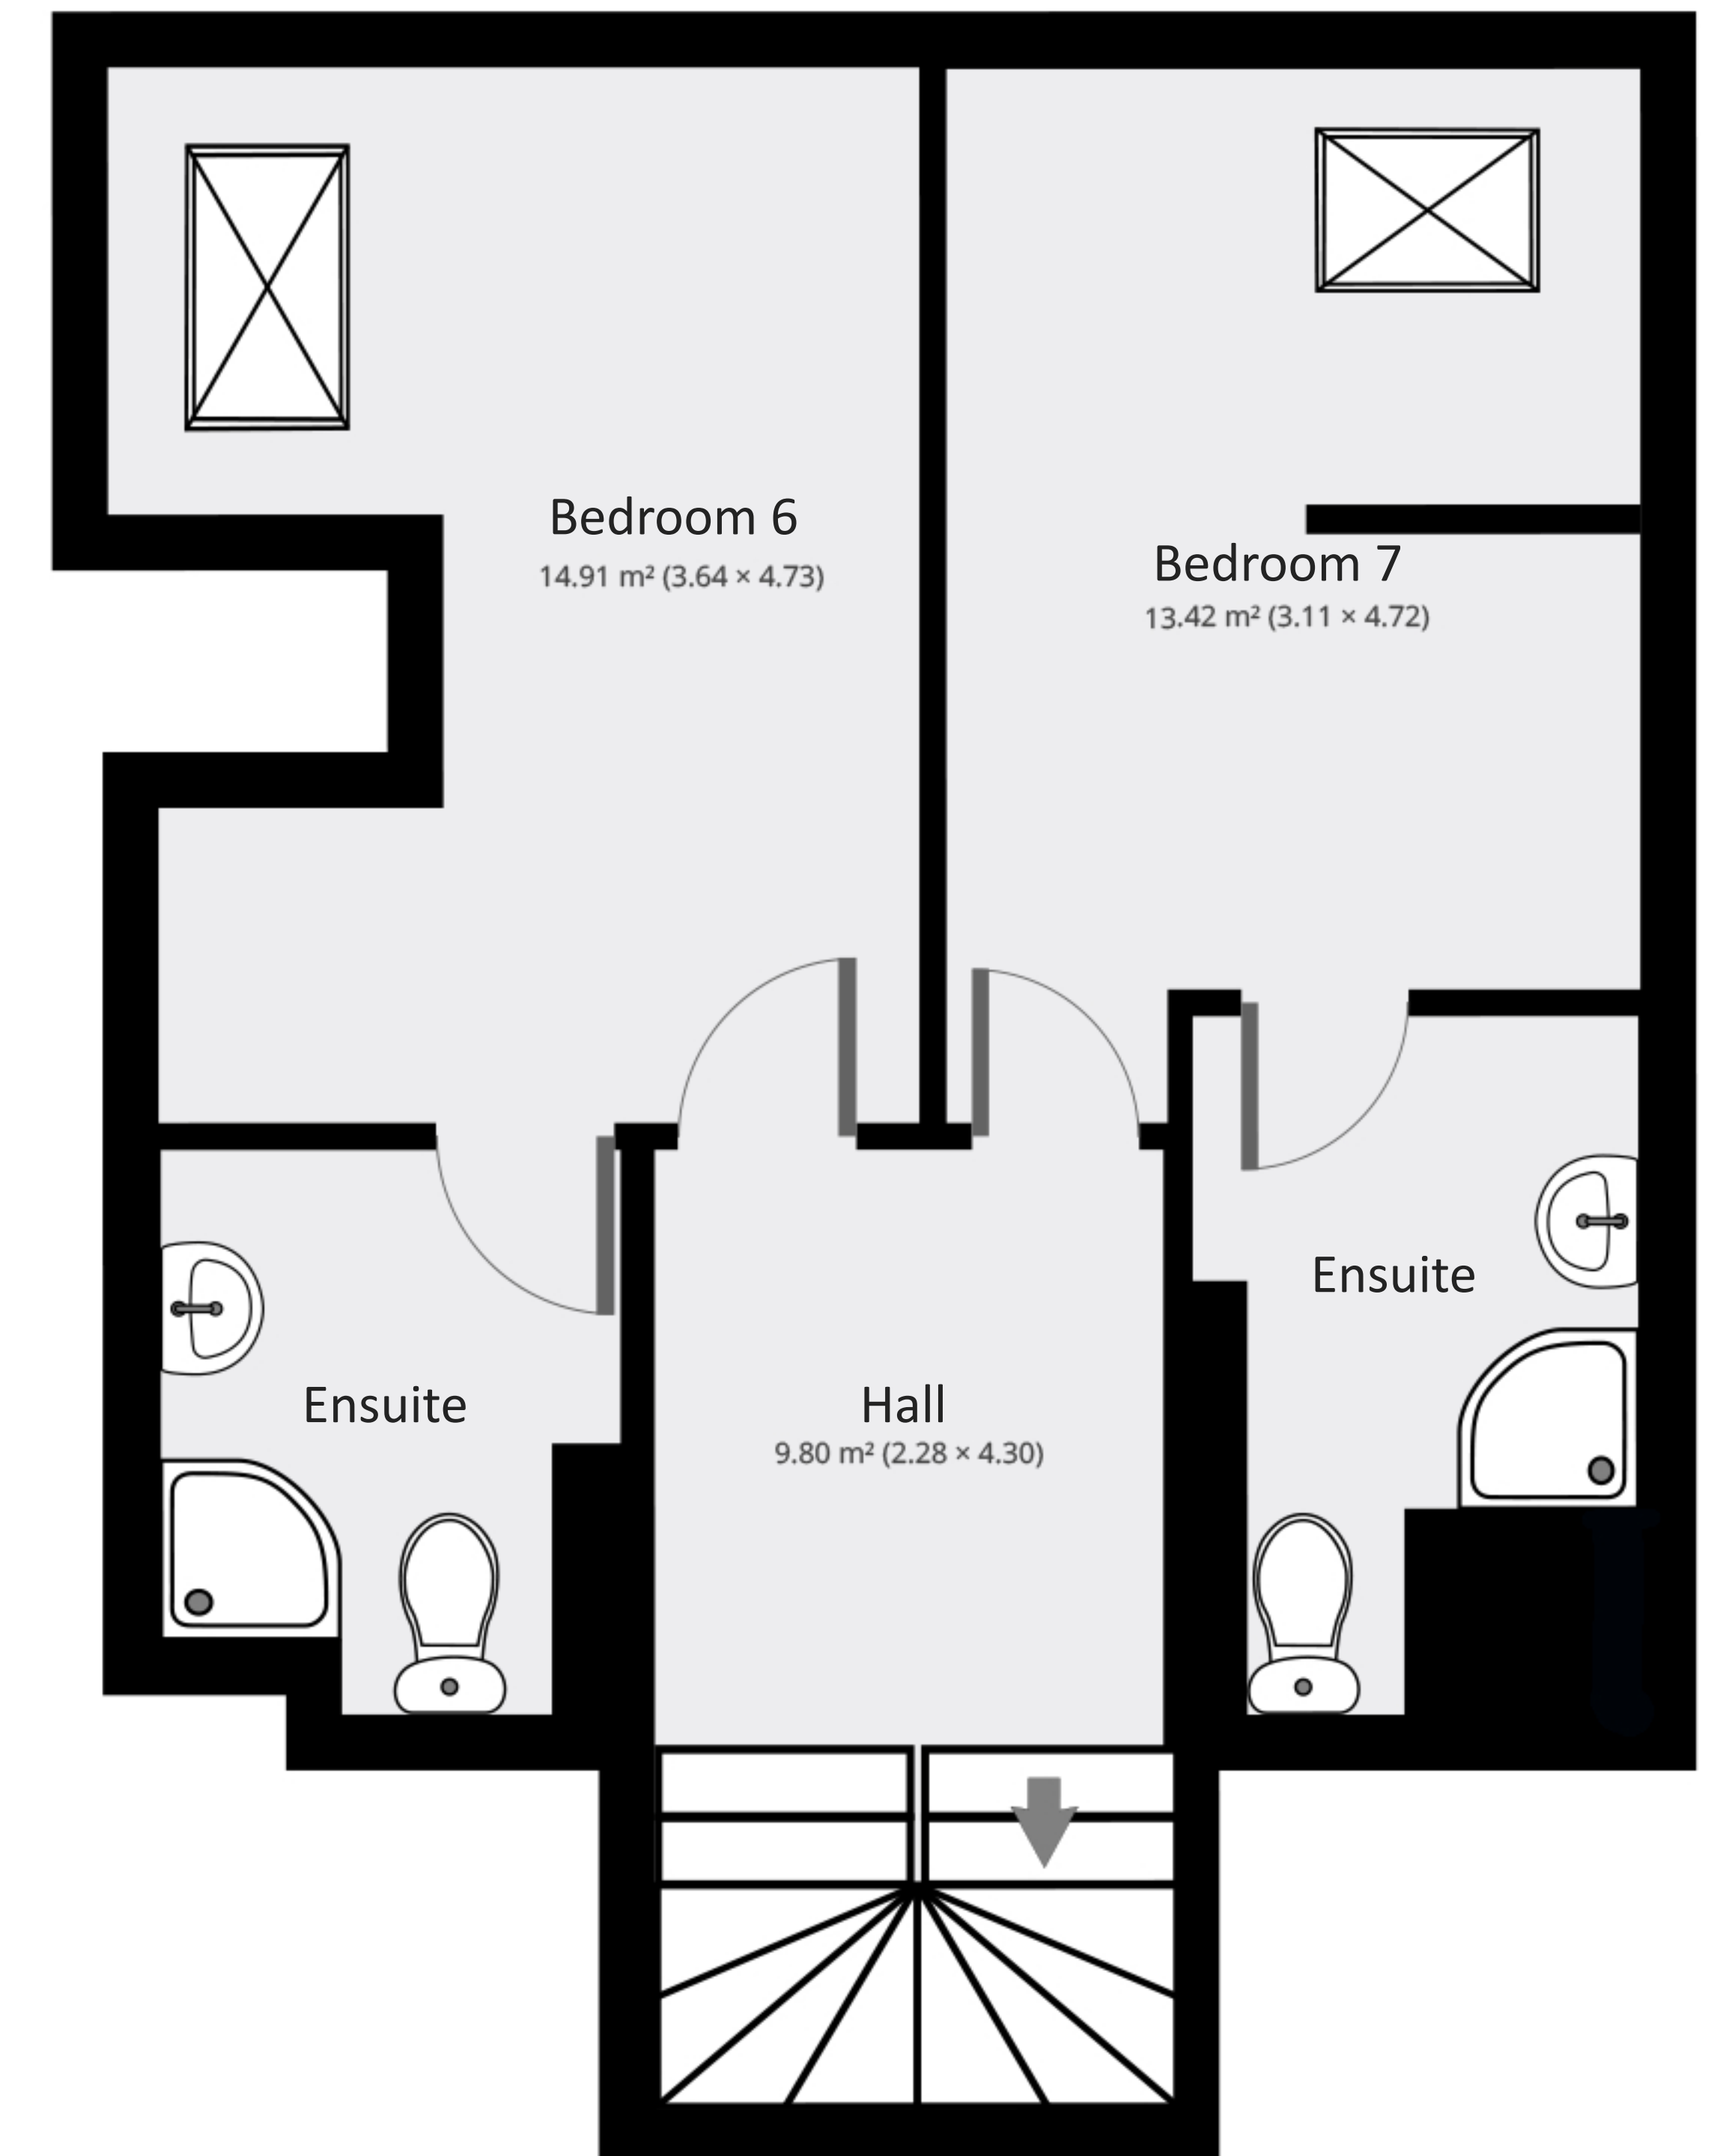 Bedroom 6
14.91 m² (3.64 × 4.73)
Bedroom 7
13.42 m² (3.11 × 4.72)
Ensuite
Ensuite
Hall
9.80 m² (2.28 × 4.30)